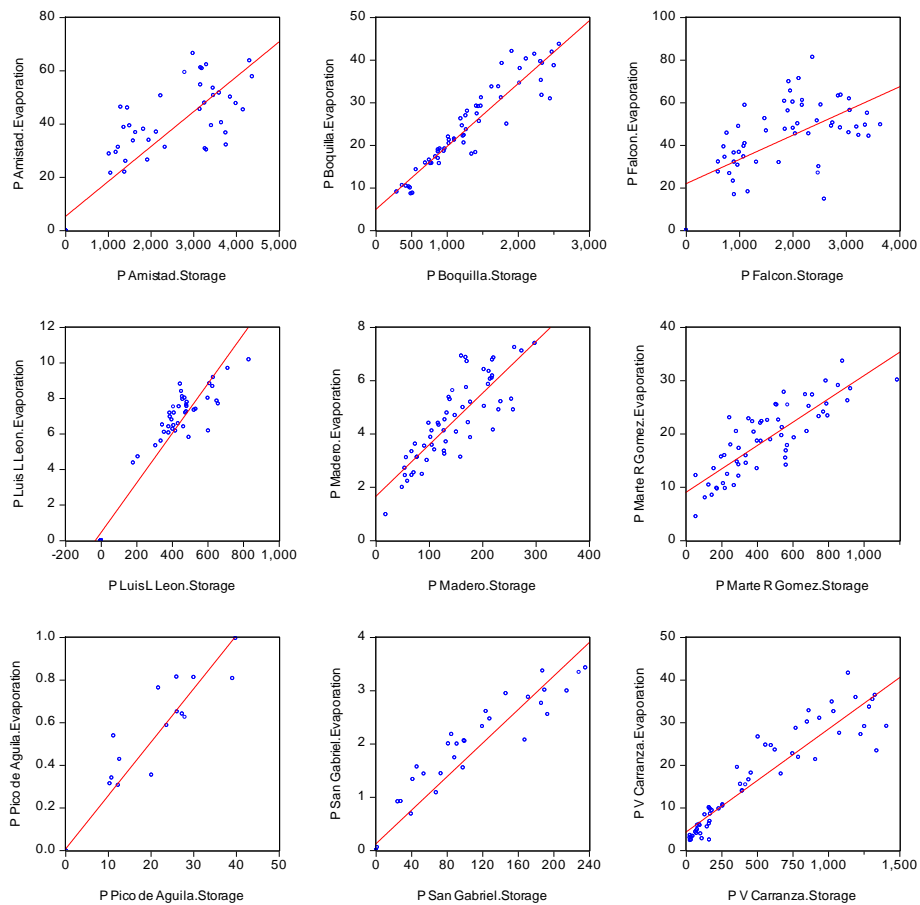 80
60
40
20
0
P Amistad.Evaporation
0 1,000 2,000 3,000 4,000 5,000
P Amistad.Storage
50
40
30
20
10
0
P Boquilla.Evaporation
0 500 1,000 1,500 2,000 3,000
P Boquilla.Storage
100
80
60
40
20
0
P Falcon.Evaporation
0 1,000 2,000 3,000 4,000
P Falcon.Storage
12
10
8
6
4
2
0
P Luis L Leon.Evaporation
-200 0 200 400 600 800 1,000
P Luis L Leon.Storage
8
6
4
2
0
P Madero.Evaporation
0 100 200 300 400
P Madero.Storage
40
30
20
10
0
P Marte R Gomez.Evaporation
0 200 400 600 800 1,000
P Marte R Gomez.Storage
1.0
0.8
0.6
0.4
0.2
0.0
P Pico de Aguila.Evaporation
0 10 20 30 40 50
P Pico de Aguila.Storage
4
3
2
1
0
P San Gabriel.Evaporation
0 40 80 120 160 200 240
P San Gabriel.Storage
50
40
30
20
10
0
P V Carranza.Evaporation
0 250 500 750 1,000 1,500
P V Carranza.Storage